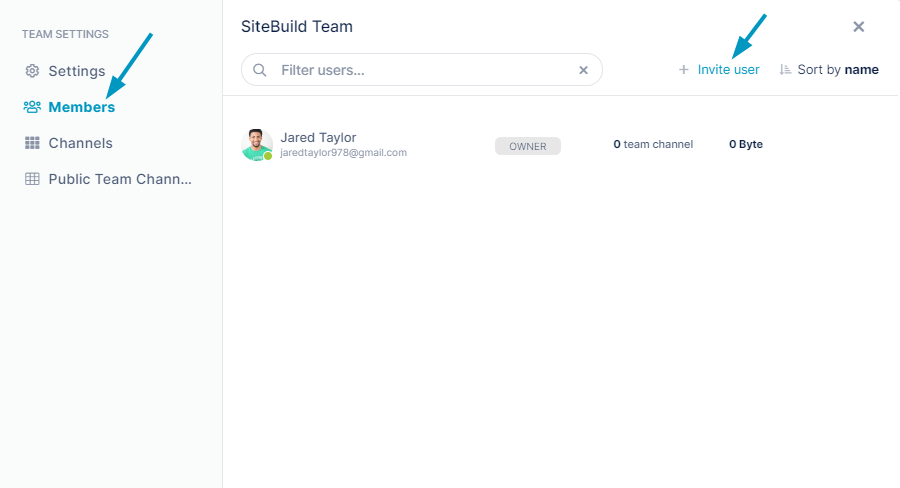 TEAM SETTINGS
Settings
Members
Channels
Public Team Chann...
SiteBuild Team
Filter users...
Invite user
Sort by name
Jared Taylor
jaredtaylor978@gmail.com
OWNER
0 team channel
0 Byte